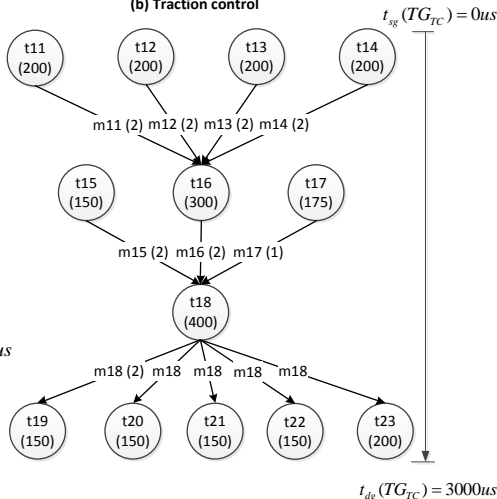 (b) Traction control
t_sg(TG_TC) = 0us
t11
(200)
t12
(200)
t13
(200)
t14
(200)
m11 (2) m12 (2) m13 (2) m14 (2)
t15
(150)
t16
(300)
t17
(175)
m15 (2) m16 (2) m17 (1)
t18
(400)
us
m18 (2) m18 m18 m18 m18
t19
(150)
t20
(150)
t21
(150)
t22
(150)
t23
(200)
t_dg(TG_TC) = 3000us